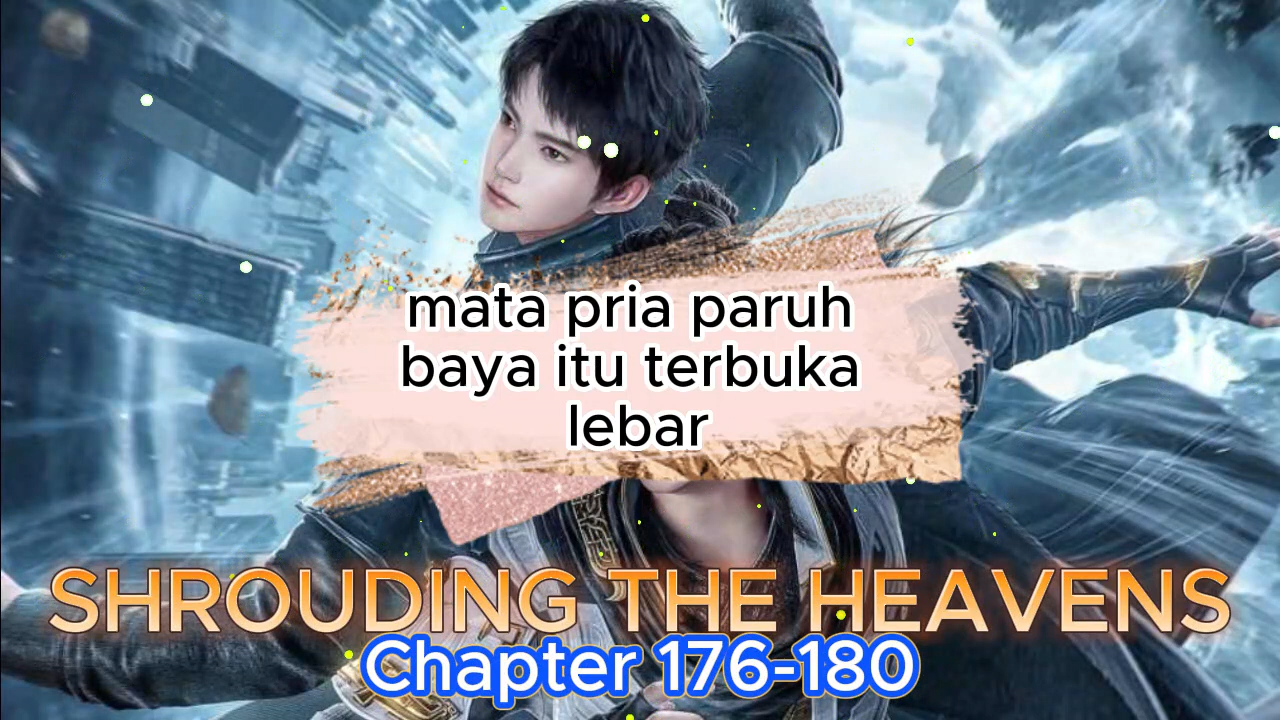 mata pria paruh
baya itu terbuka
lebar
SHROUDING THE HEAVENS
Chapter 176-180